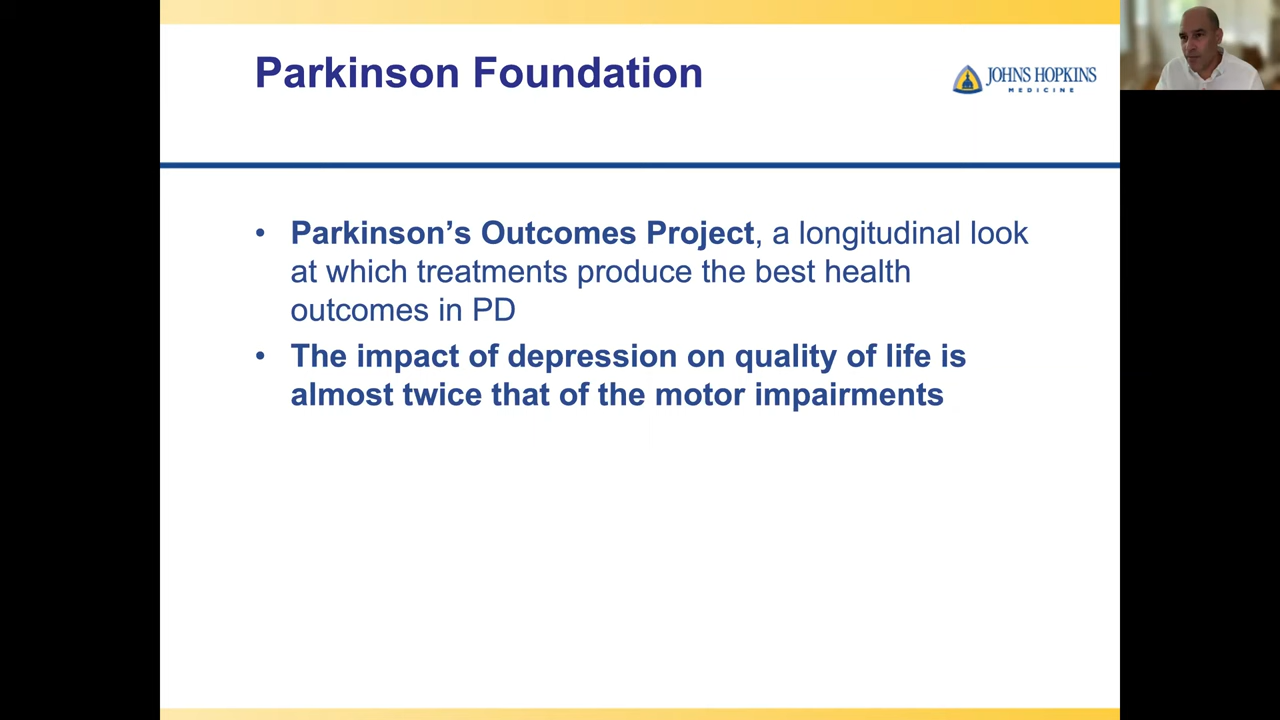 Parkinson Foundation
JOHNS HOPKINS
MEDICINE
• Parkinson’s Outcomes Project, a longitudinal look
at which treatments produce the best health
outcomes in PD
• The impact of depression on quality of life is
almost twice that of the motor impairments